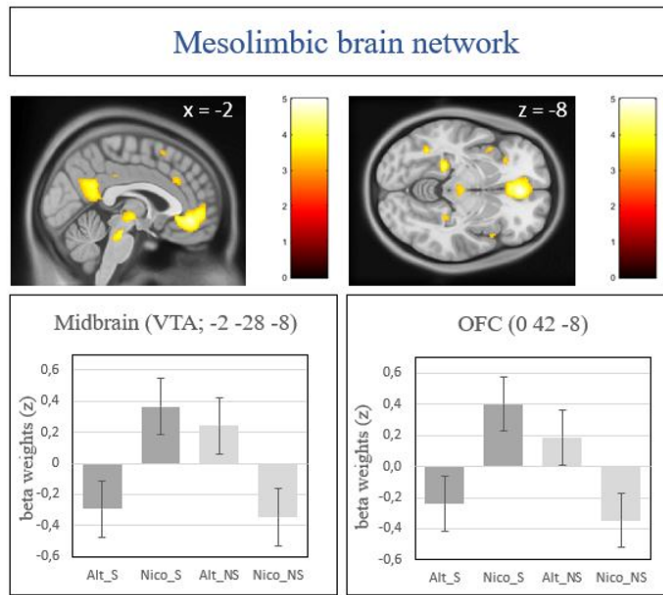 Mesolimbic brain network
x = -2
5
4
3
2
1
0
z = -8
5
4
3
2
1
0
Midbrain (VTA; -2 -28 -8)
beta weights (z)
0,6
0,4
0,2
0
-0,2
-0,4
-0,6
Alt_S Nico_S Alt_NS Nico_NS
OFC (0 42 -8)
beta weights (z)
0,6
0,4
0,2
0,0
-0,2
-0,4
-0,6
Alt_S Nico_S Alt_NS Nico_NS